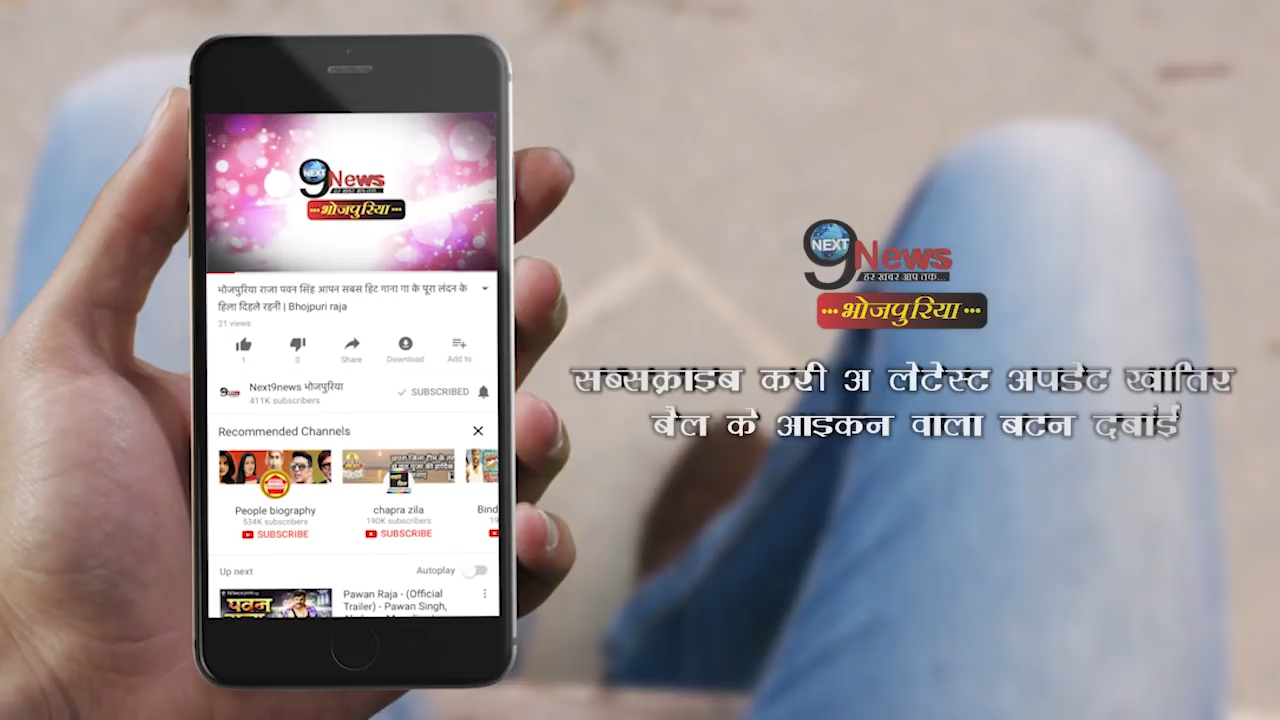 NEXT
9News
हर खबर आप तक...
...भोजपुरिया...
भोजपुरिया राजा पवन सिंह आपन सबस हिट गाना गा के पूरा लंदन के
हिला दिहले रहनी | Bhojpuri raja
21 views
1
0
Share
Download
Add to
Next9news भोजपुरिया
411K subscribers
SUBSCRIBED
Recommended Channels
People biography
534K subscribers
SUBSCRIBE
chapra zila
190K subscribers
SUBSCRIBE
Bind
19
Up next
Autoplay
पवन
Pawan Raja - (Official
Trailer) - Pawan Singh,
NEXT
9News
हर खबर आप तक...
...भोजपुरिया...
सब्सक्राइब करी अ लेटेस्ट अपडेट खातिर
बेल के आइकन वाला बटन दबाई